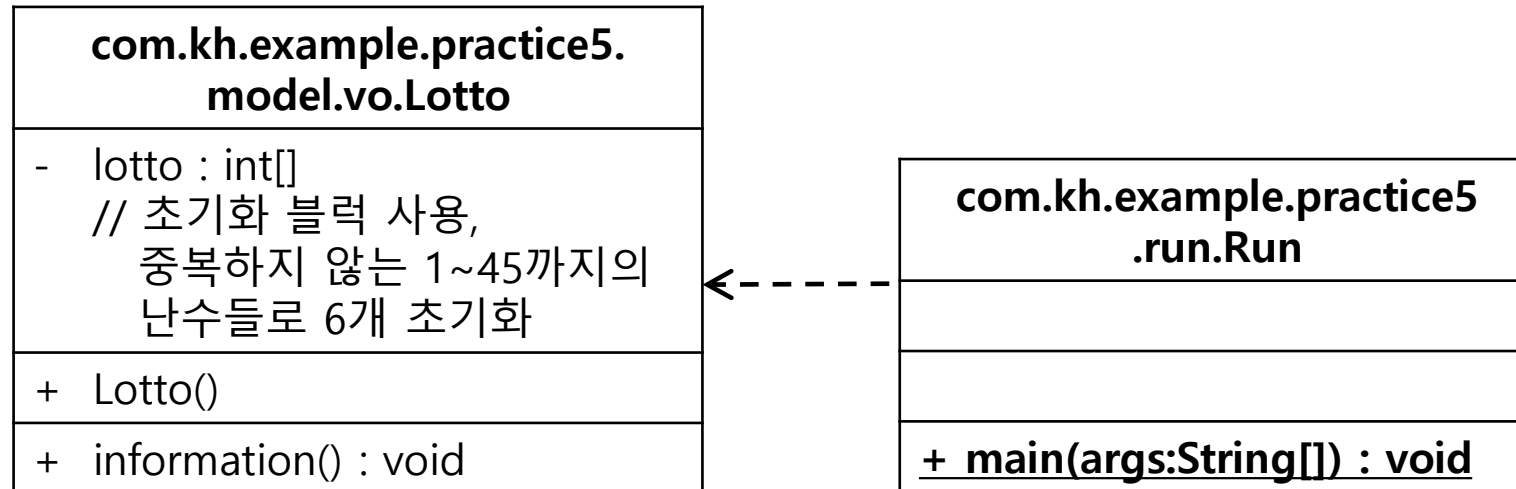 com.kh.example.practice5.
model.vo.Lotto
- lotto : int[]
// 초기화 블럭 사용,
중복하지 않는 1~45까지의
난수들로 6개 초기화
+ Lotto()
+ information() : void
com.kh.example.practice5
.run.Run
+ main(args:String[]) : void